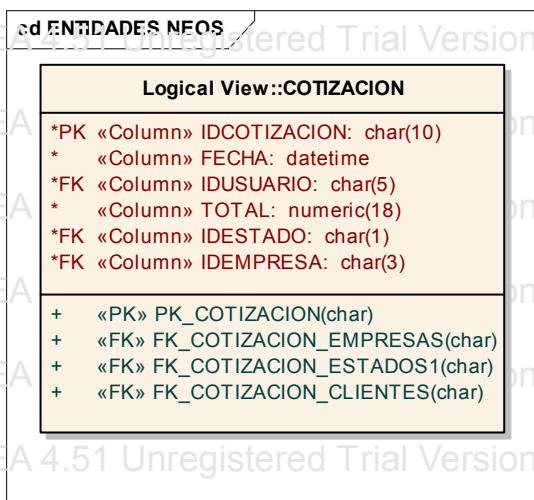 cd ENTIDADES NEOS
EA 4.51 Unregistered Trial Version
Logical View::COTIZACION
*PK «Column» IDCOTIZACION: char(10)
* «Column» FECHA: datetime
*FK «Column» IDUSUARIO: char(5)
* «Column» TOTAL: numeric(18)
*FK «Column» IDESTADO: char(1)
*FK «Column» IDEMPRESA: char(3)
+ «PK» PK_COTIZACION(char)
+ «FK» FK_COTIZACION_EMPRESAS(char)
+ «FK» FK_COTIZACION_ESTADOS1(char)
+ «FK» FK_COTIZACION_CLIENTES(char)
EA 4.51 Unregistered Trial Version